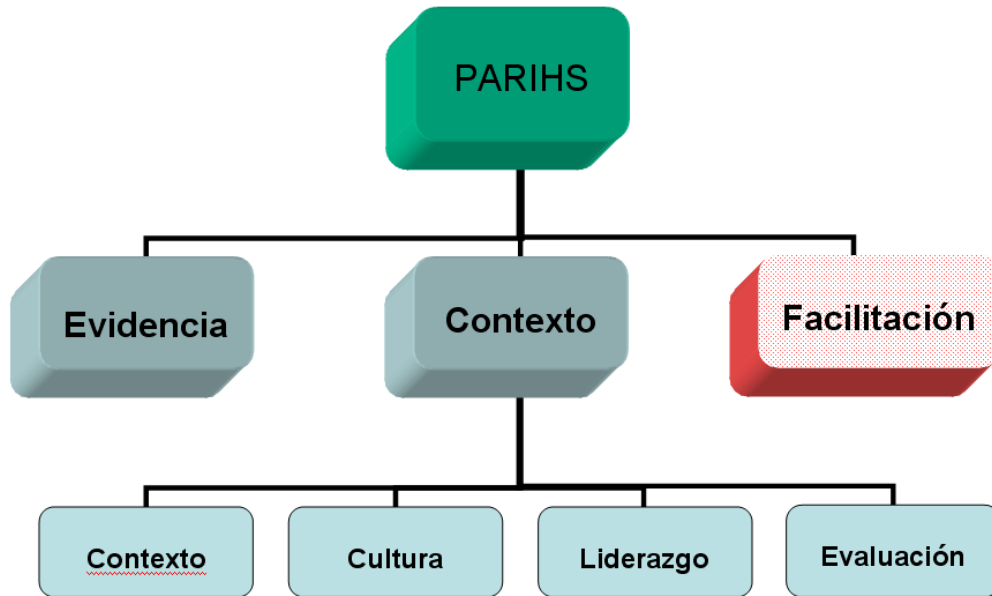 PARIHS
Evidencia
Contexto
Facilitación
Contexto
Cultura
Liderazgo
Evaluación